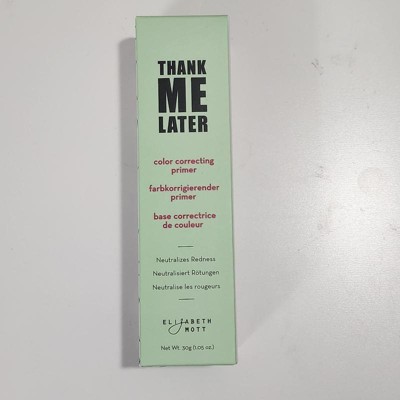 THANK
ME
LATER
color correcting
primer
farbkorrigierender
primer
base correctrice
de couleur
Neutralizes Redness
Neutralisiert Rötungen
Neutralise les rougeurs
ELIZABETH
MOTT
Net Wt. 30g (1.05 oz.)